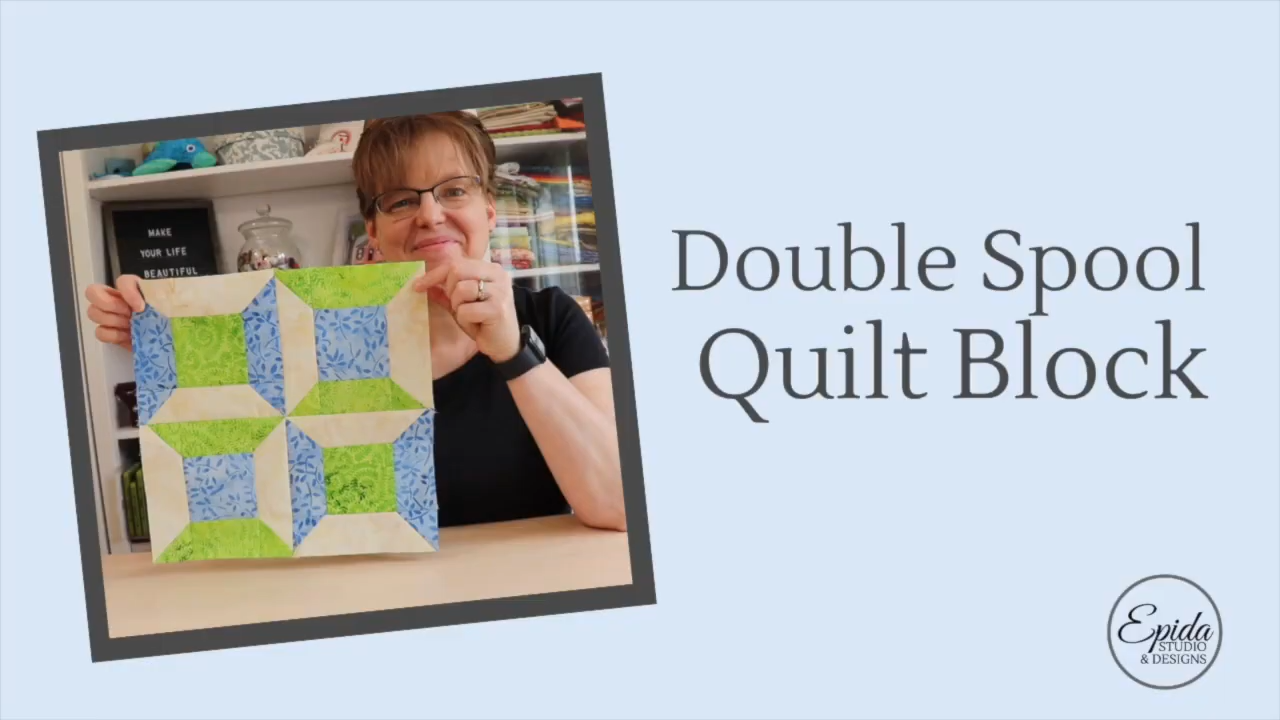 MAKE
YOUR LIFE
BEAUTIFUL
Double Spool
Quilt Block
Epida
STUDIO
& DESIGNS